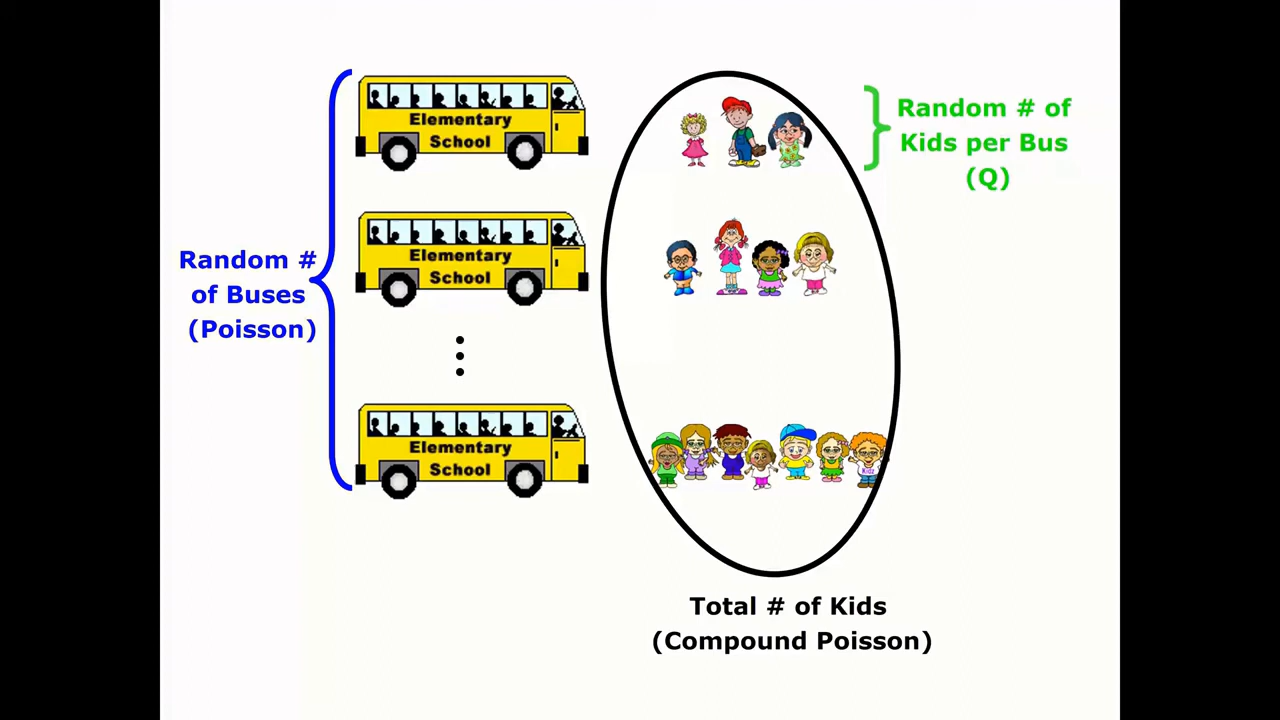 Random #
of Buses
(Poisson)
Elementary
School
Elementary
School
Elementary
School
Random # of
Kids per Bus
(Q)
Kidz
Total # of Kids
(Compound Poisson)